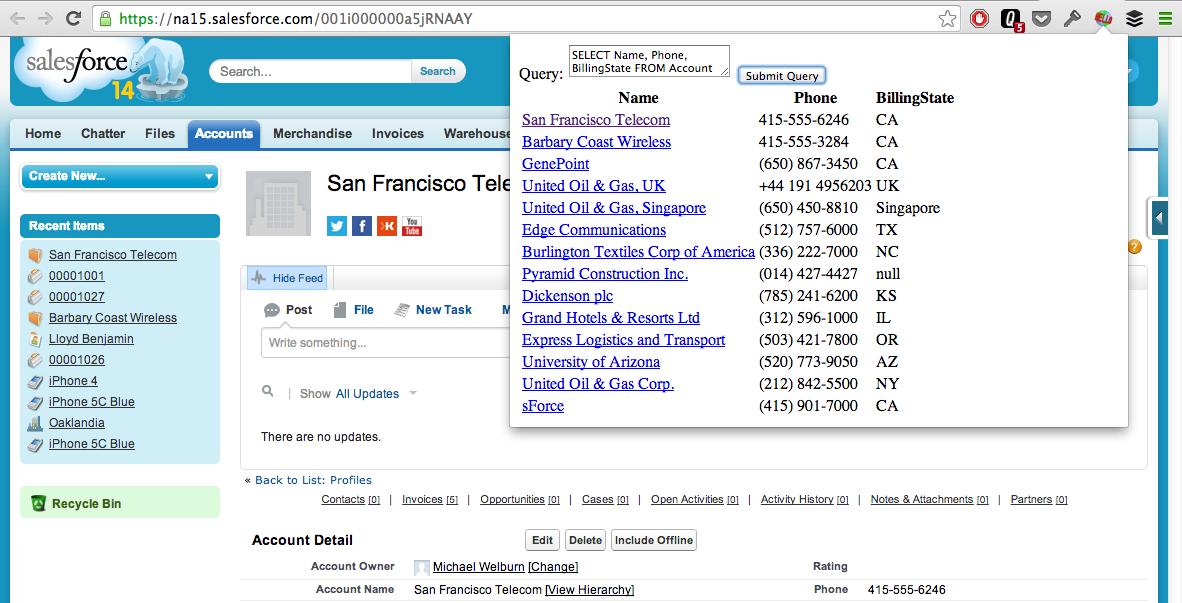 https://na15.salesforce.com/001i000000a5jRNAAY
5
salesforce
14
Search...
Search
Query:
SELECT Name, Phone,
BillingState FROM Account
Submit Query
Name Phone BillingState
San Francisco Telecom 415-555-6246 CA
Barbary Coast Wireless 415-555-3284 CA
GenePoint (650) 867-3450 CA
United Oil & Gas, UK +44 191 4956203 UK
United Oil & Gas, Singapore (650) 450-8810 Singapore
Edge Communications (512) 757-6000 TX
Burlington Textiles Corp of America (336) 222-7000 NC
Pyramid Construction Inc. (014) 427-4427 null
Dickenson plc (785) 241-6200 KS
Grand Hotels & Resorts Ltd (312) 596-1000 IL
Express Logistics and Transport (503) 421-7800 OR
University of Arizona (520) 773-9050 AZ
United Oil & Gas Corp. (212) 842-5500 NY
sForce (415) 901-7000 CA
Home Chatter Files Accounts Merchandise Invoices Warehouse
Create New...
Recent Items
San Francisco Telecom
00001001
00001027
Barbary Coast Wireless
Lloyd Benjamin
00001026
iPhone 4
iPhone 5C Blue
Oaklandia
iPhone 5C Blue
Recycle Bin
San Francisco Tele
You
Tube
Hide Feed
Post File New Task M
Write something...
| Show All Updates
There are no updates.
?
« Back to List: Profiles
Contacts [0] | Invoices [5] | Opportunities [0] | Cases [0] | Open Activities [0] | Activity History [0] | Notes & Attachments [0] | Partners [0]
Account Detail Edit Delete Include Offline
Account Owner Michael Welburn [Change] Rating
Account Name San Francisco Telecom [View Hierarchy] Phone 415-555-6246